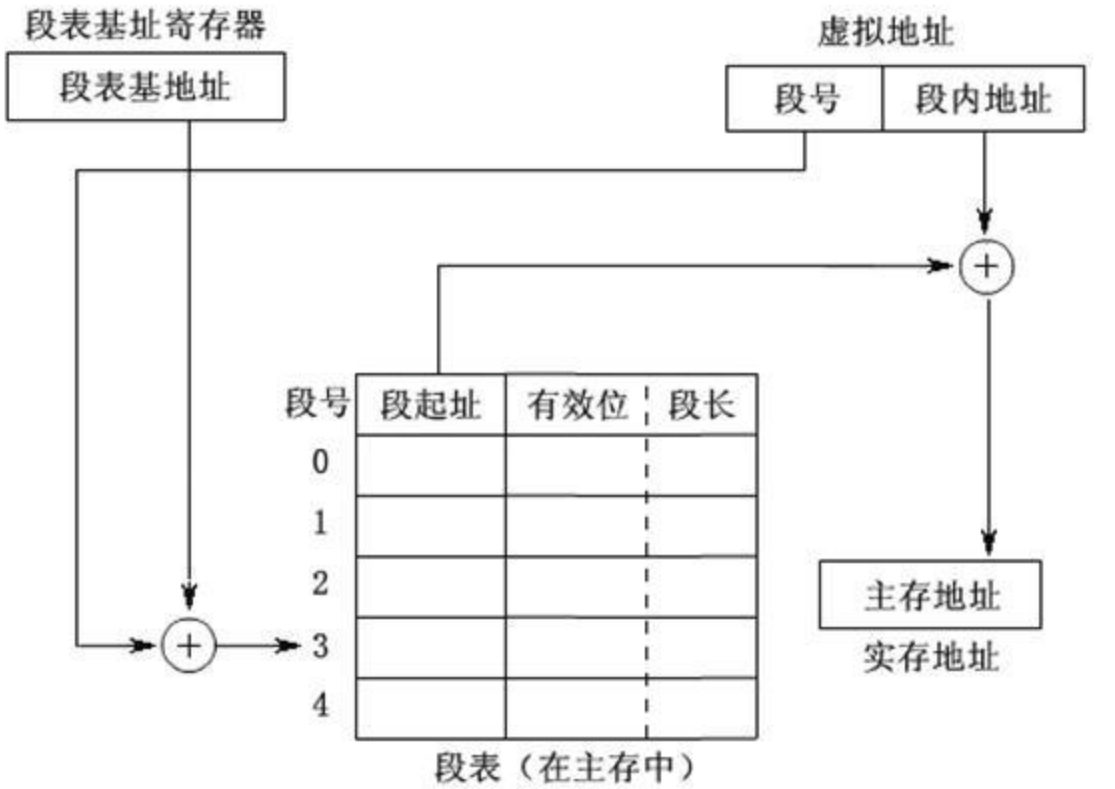 段表基址寄存器
段表基地址
虚拟地址
段号 段内地址
+
段号 段起址 有效位 段长
0
1
2
+ 3
4
段表（在主存中）
主存地址
实存地址